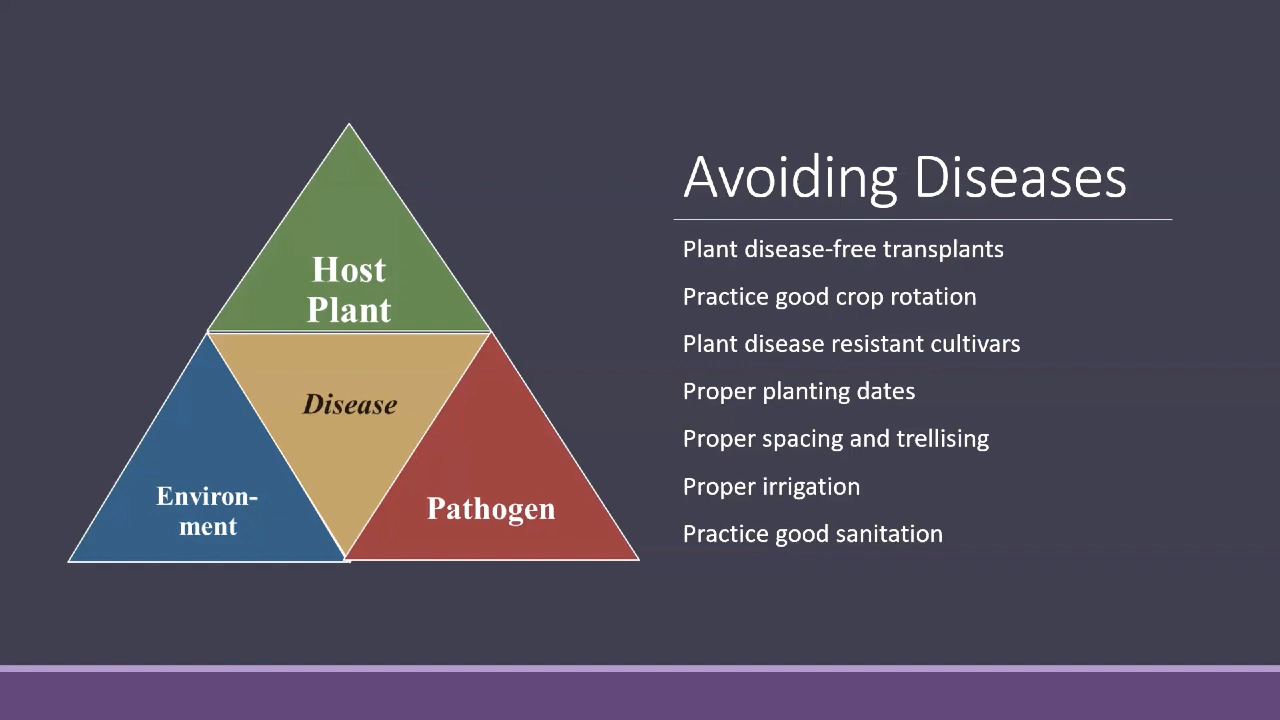 Host
Plant
Disease
Environ-
ment
Pathogen
Avoiding Diseases
Plant disease-free transplants
Practice good crop rotation
Plant disease resistant cultivars
Proper planting dates
Proper spacing and trellising
Proper irrigation
Practice good sanitation